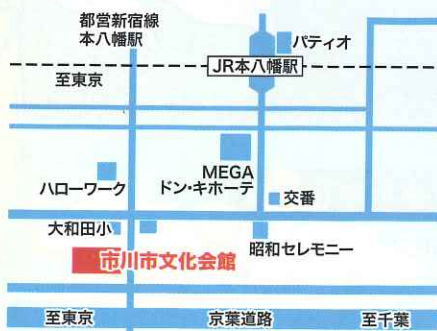 都営新宿線
本八幡駅
パティオ
JR本八幡駅
至東京
MEGA
ドン・キホーテ
ハローワーク
交番
大和田小
昭和セレモニー
市川市文化会館
至東京
京葉道路
至千葉